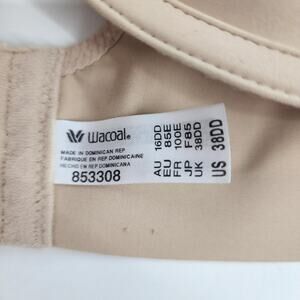 Wacoal®
MADE IN DOMINICAN REP.
FABRIQUÉ EN REP DOMINICAINE
HECHO EN REP DOMINICANA
853308
AU 16DD
EU 85E
FR 100E
JP F85
UK 38DD
US 38DD